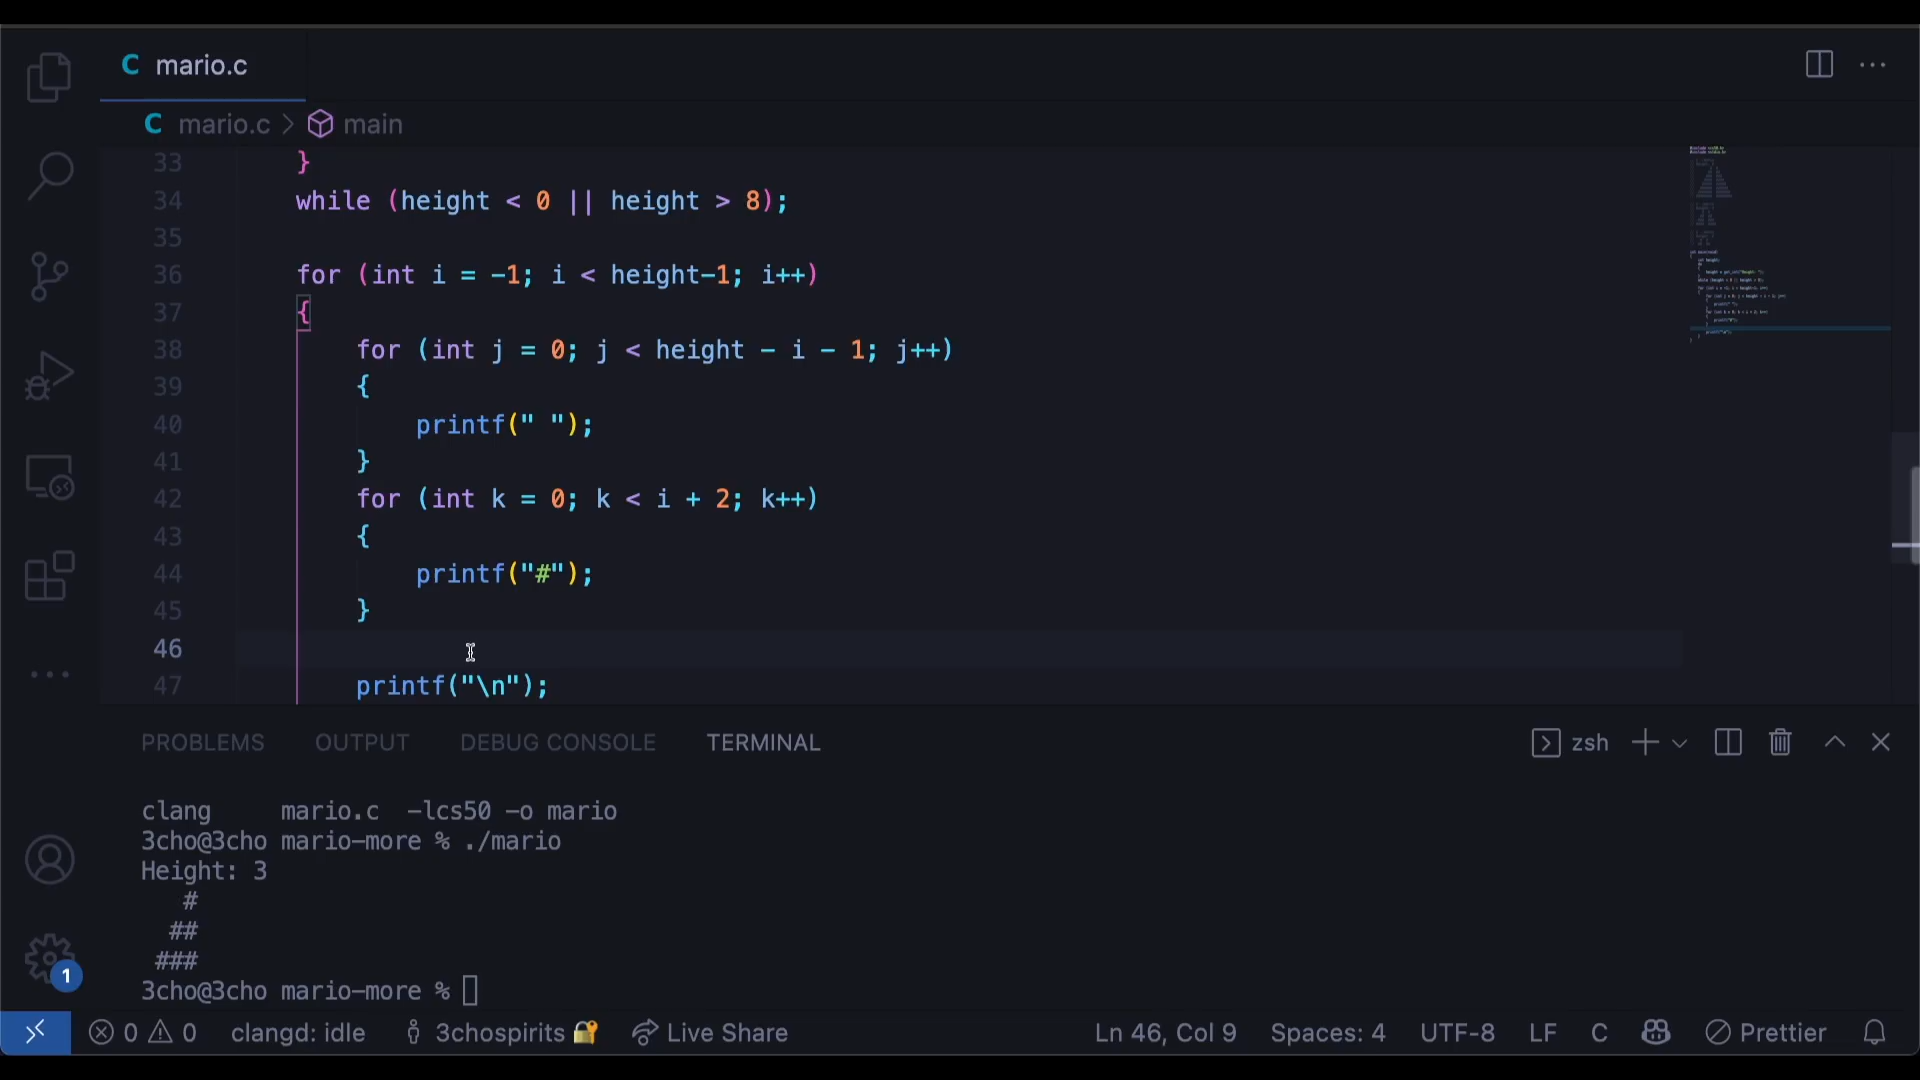 C mario.c
C mario.c > main
33 }
34 while (height < 0 || height > 8);
35
36 for (int i = -1; i < height-1; i++)
37 {
38 for (int j = 0; j < height - i - 1; j++)
39 {
40 printf(" ");
41 }
42 for (int k = 0; k < i + 2; k++)
43 {
44 printf("#");
45 }
46
47 printf("\n");
PROBLEMS OUTPUT DEBUG CONSOLE TERMINAL zsh
clang mario.c -lcs50 -o mario
3cho@3cho mario-more % ./mario
Height: 3
#
##
###
3cho@3cho mario-more %
1
0 0 clangd: idle 3chospirits Live Share Ln 46, Col 9 Spaces: 4 UTF-8 LF C Prettier